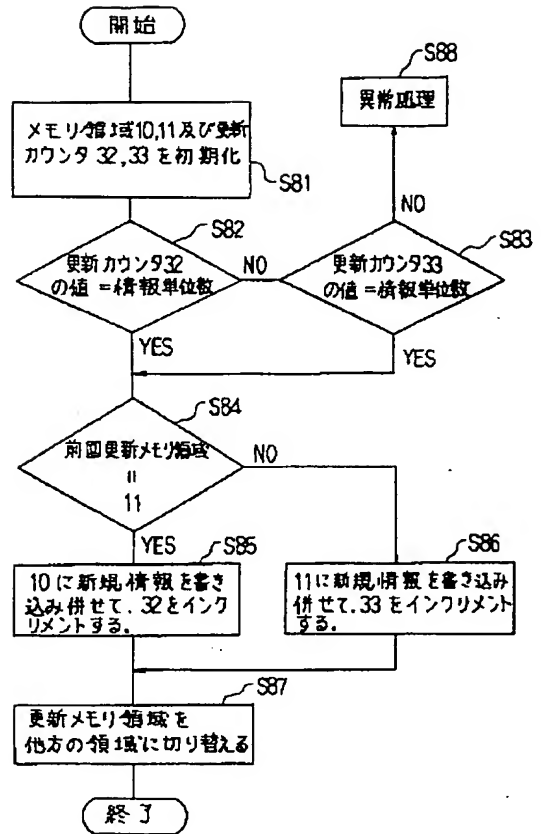 開始
メモリ領域10,11及び更新
カウンタ32,33を初期化
S81
S82
更新カウンタ32
の値=情報単位数
NO
YES
S88
異常処理
NO
S83
更新カウンタ33
の値=情報単位数
YES
S84
前回更新メモリ領域
=
11
NO
YES
S85
10に新規情報を書き
込み併せて、32をインク
リメントする。
S86
11に新規情報を書き込み
併せて、33をインクリメント
する。
S87
更新メモリ領域を
他方の領域に切り替える
終了